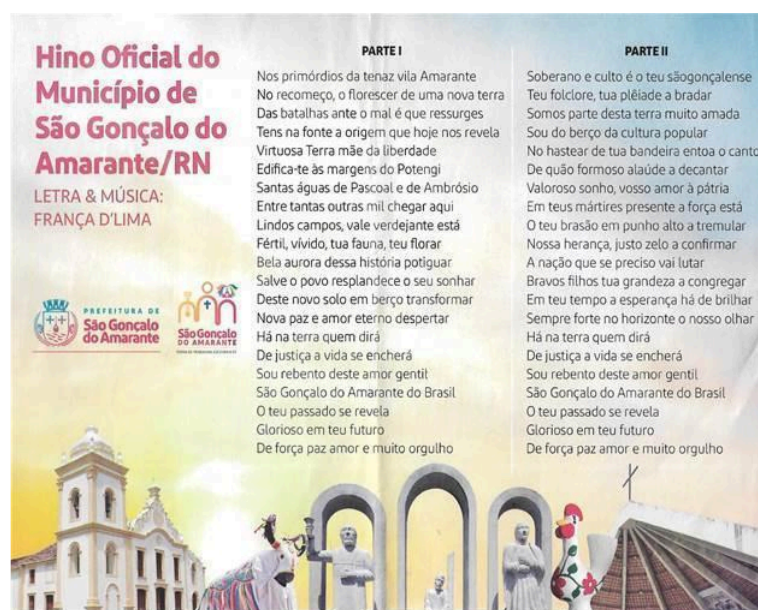 Hino Oficial do
Município de
São Gonçalo do
Amarante/RN
LETRA & MÚSICA:
FRANÇA D'LIMA
PREFEITURA DE
São Gonçalo
do Amarante
São Gonçalo
DO AMARANTE
PARTE I
Nos primórdios da tenaz vila Amarante
No recomeço, o florescer de uma nova terra
Das batalhas ante o mal é que ressurges
Tens na fonte a origem que hoje nos revela
Virtuosa Terra mãe da liberdade
Edifica-te às margens do Potengi
Santas águas de Pascoal e de Ambrósio
Entre tantas outras mil chegar aqui
Lindos campos, vale verdejante está
Fértil, vívido, tua fauna, teu florar
Bela aurora dessa história potiguar
Salve o povo resplandece o seu sonhar
Deste novo solo em berço transformar
Nova paz e amor eterno despertar
Há na terra quem dirá
De justiça a vida se encherá
Sou rebento deste amor gentil
São Gonçalo do Amarante do Brasil
O teu passado se revela
Glorioso em teu futuro
De força paz amor e muito orgulho
PARTE II
Soberano e culto é o teu sãogonçalense
Teu folclore, tua plêiade a bradar
Somos parte desta terra muito amada
Sou do berço da cultura popular
No hastear de tua bandeira entoa o canto
De quão formoso alaúde a decantar
Valoroso sonho, vosso amor à pátria
Em teus mártires presente a força está
O teu brasão em punho alto a tremular
Nossa herança, justo zelo a confirmar
A nação que se preciso vai lutar
Bravos filhos tua grandeza a congregar
Em teu tempo a esperança há de brilhar
Sempre forte no horizonte o nosso olhar
Há na terra quem dirá
De justiça a vida se encherá
Sou rebento deste amor gentil
São Gonçalo do Amarante do Brasil
O teu passado se revela
Glorioso em teu futuro
De força paz amor e muito orgulho